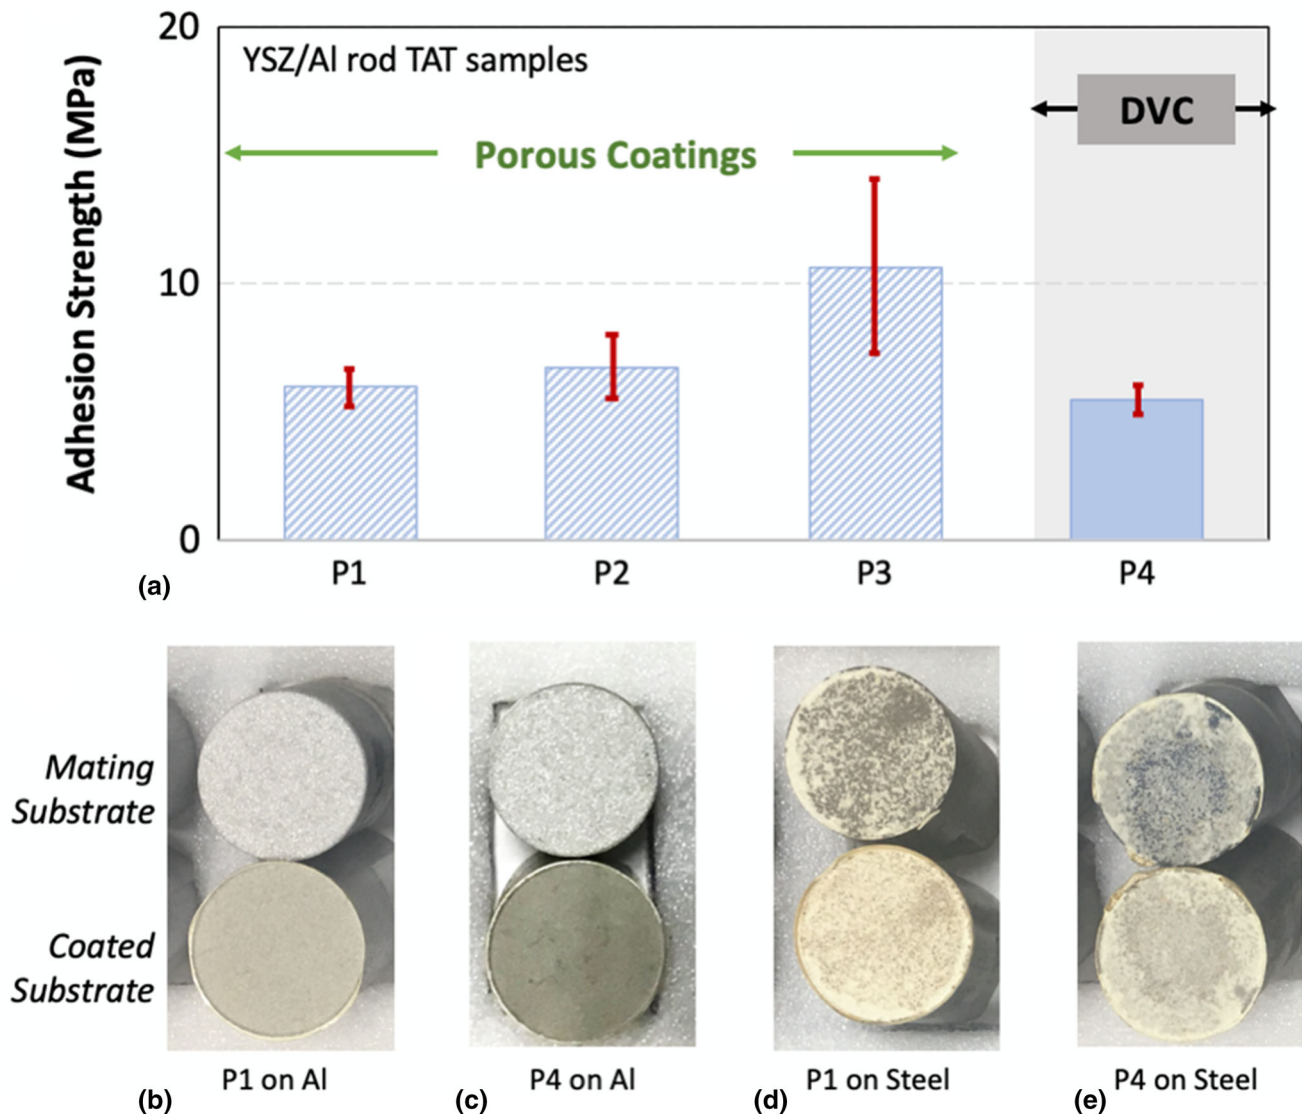 20
YSZ/Al rod TAT samples
DVC
Porous Coatings
Adhesion Strength (MPa)
10
0
P1 P2 P3 P4
(a)
Mating
Substrate
Coated
Substrate
(b) P1 on Al (c) P4 on Al (d) P1 on Steel (e) P4 on Steel